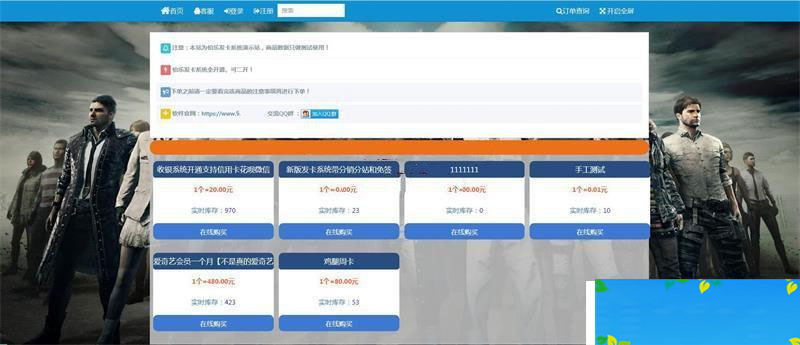 首页 客服 登录 注册 搜索 订单查询 开启全屏
注意：本站为伯乐发卡系统演示站，商品数据只做测试使用！
伯乐发卡系统全开源，可二开！
下单之前请一定要看完该商品的注意事项再进行下单！
软件官网：https://www.5. 交流QQ群： 加入QQ群
收银系统开通支持信用卡花呗微信 新版发卡系统带分销分站和免签 1111111 手工测试
1个=20.00元 1个=0.00元 1个=00.00元 1个=0.01元
实时库存：970 实时库存：23 实时库存：0 实时库存：10
在线购买 在线购买 在线购买 在线购买
爱奇艺会员一个月【不是真的爱奇艺 鸡腿周卡
1个=480.00元 1个=80.00元
实时库存：423 实时库存：53
在线购买 在线购买